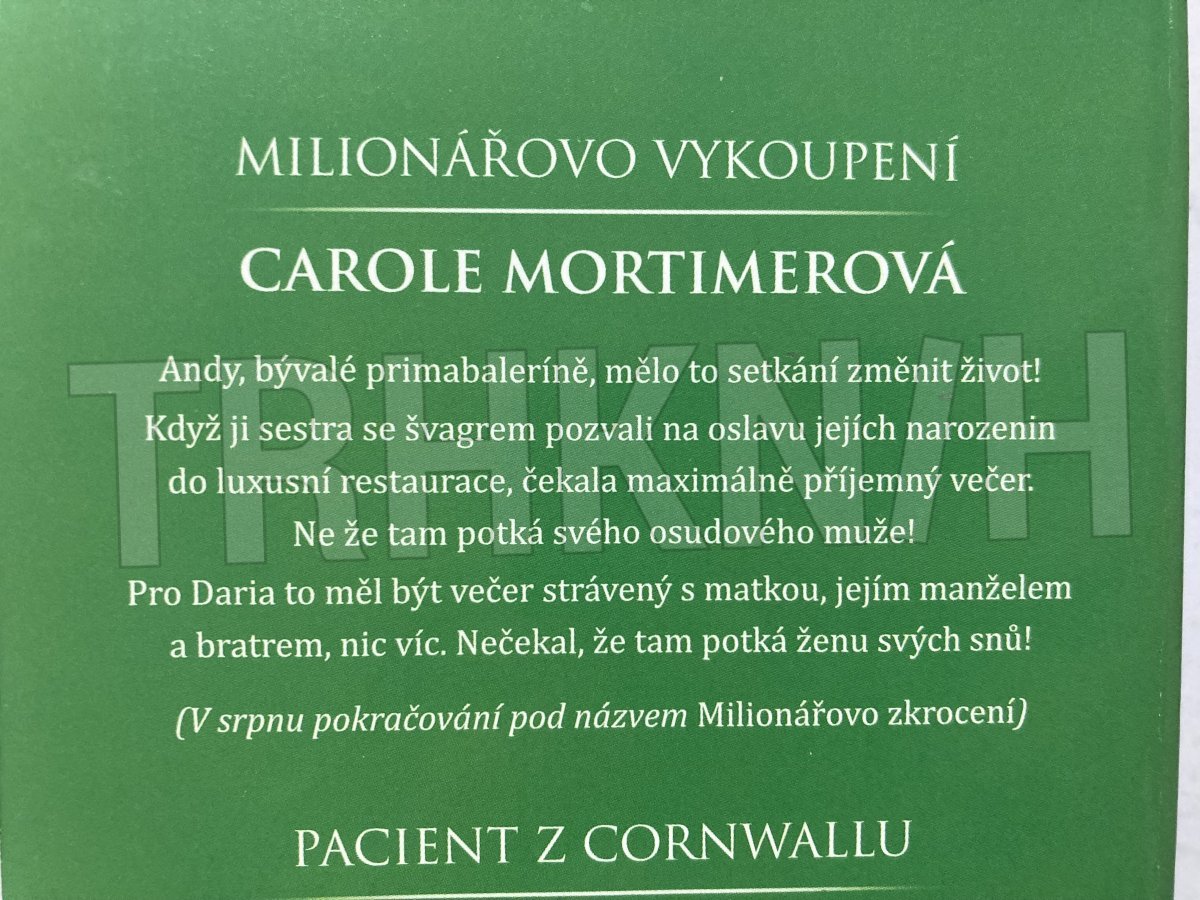 MILIONÁŘOVO VYKOUPENÍ
CAROLE MORTIMEROVÁ
Andy, bývalé primabaleríně, mělo to setkání změnit život!
Když ji sestra se švagrem pozvali na oslavu jejích narozenin
do luxusní restaurace, čekala maximálně příjemný večer.
Ne že tam potká svého osudového muže!
Pro Daria to měl být večer strávený s matkou, jejím manželem
a bratrem, nic víc. Nečekal, že tam potká ženu svých snů!
(V srpnu pokračování pod názvem Milionářovo zkrocení)
PACIENT Z CORNWALLU
TRHKN/H